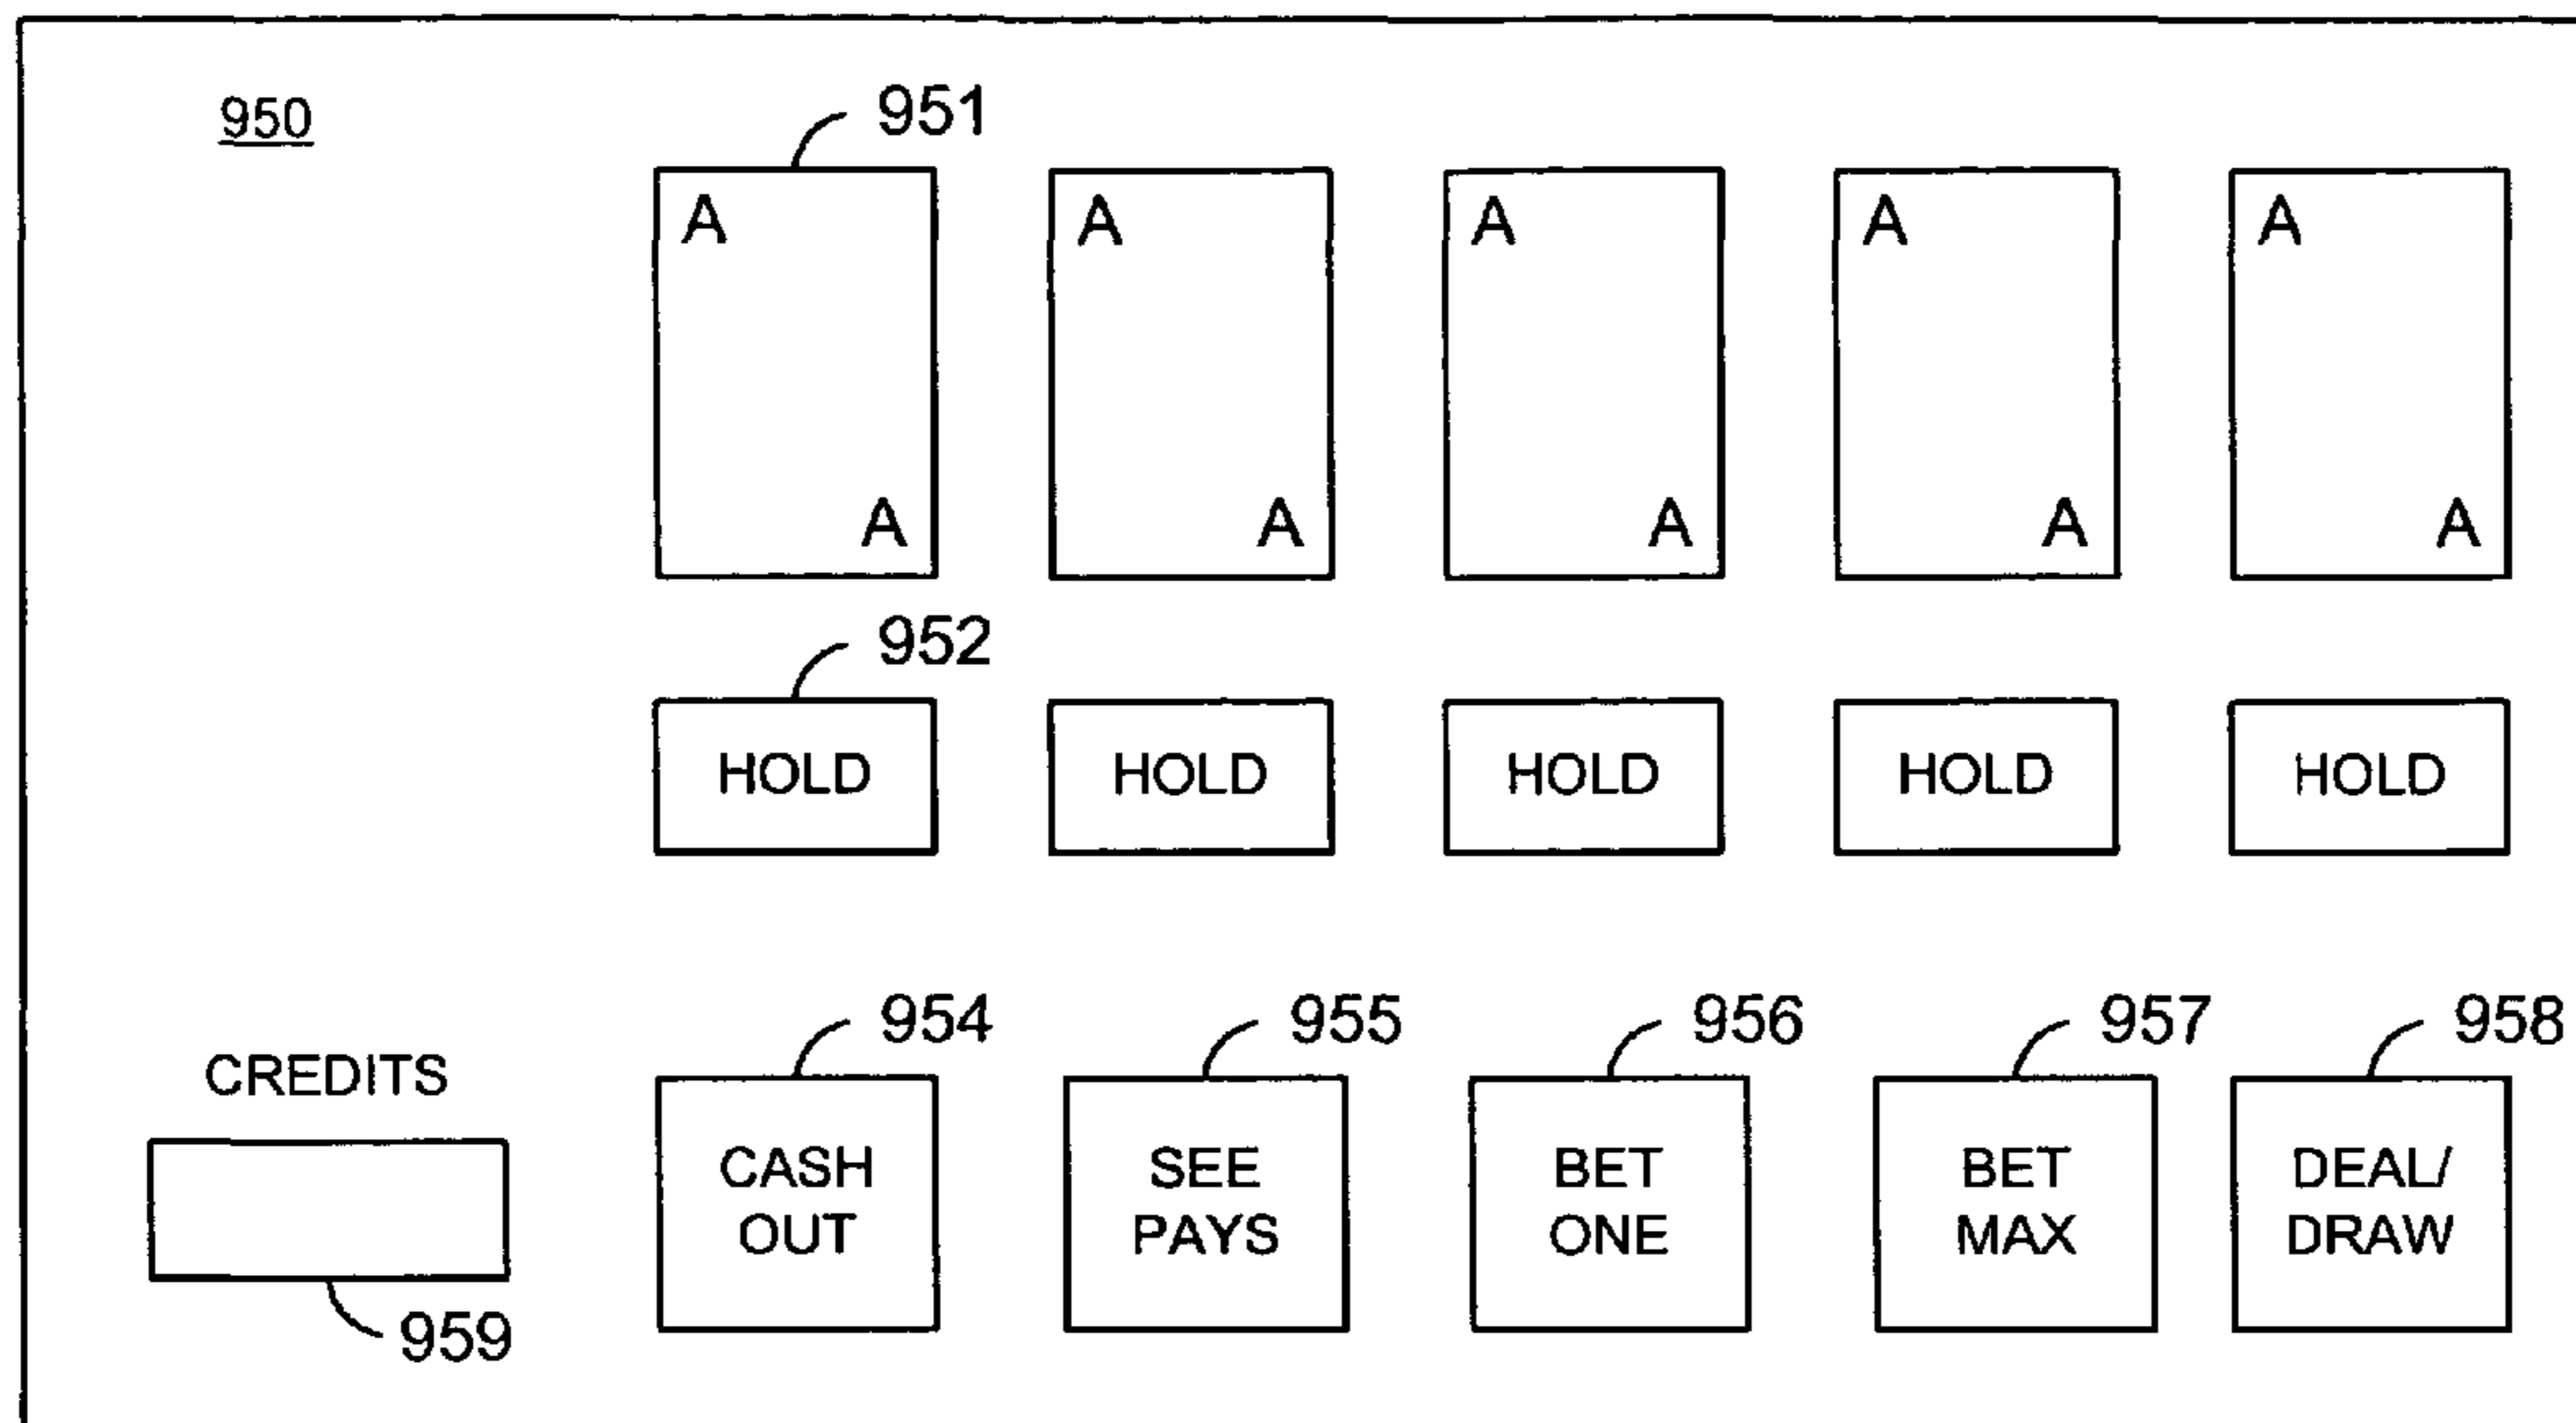 950
951
A A A A A
A A A A A
952
HOLD HOLD HOLD HOLD HOLD
954 955 956 957 958
CREDITS
CASH OUT
SEE PAYS
BET ONE
BET MAX
DEAL/ DRAW
959